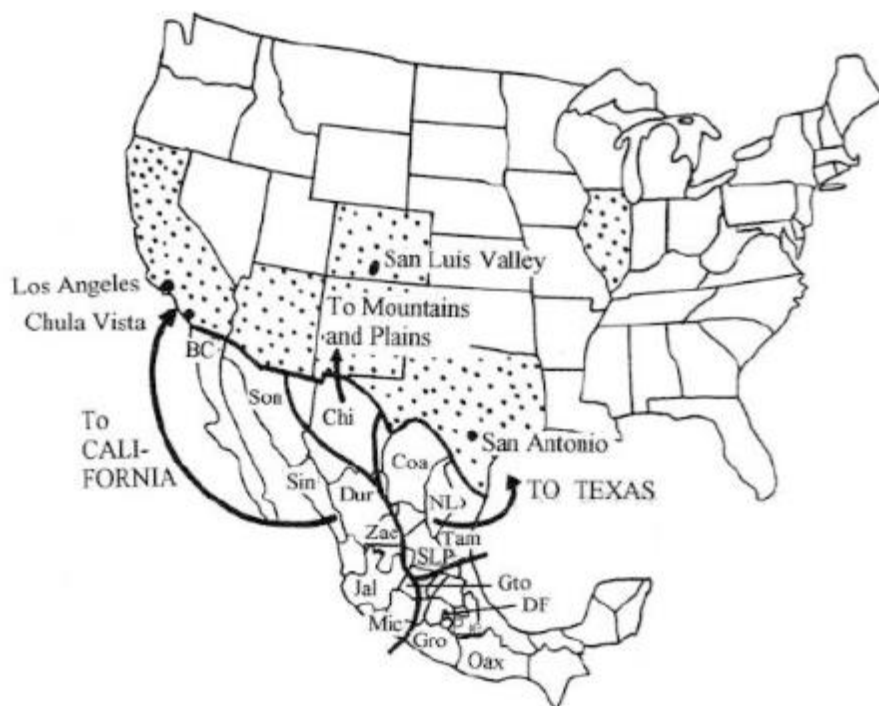 San Luis Valley
Los Angeles
Chula Vista
To Mountains
and Plains
BC
Son
Chi
To
CALI-
FORNIA
San Antonio
Coa
Sin
Dur
NL
TO TEXAS
Zac
Tam
SLP
Jal
Gto
DF
Mic
Gro
Oax